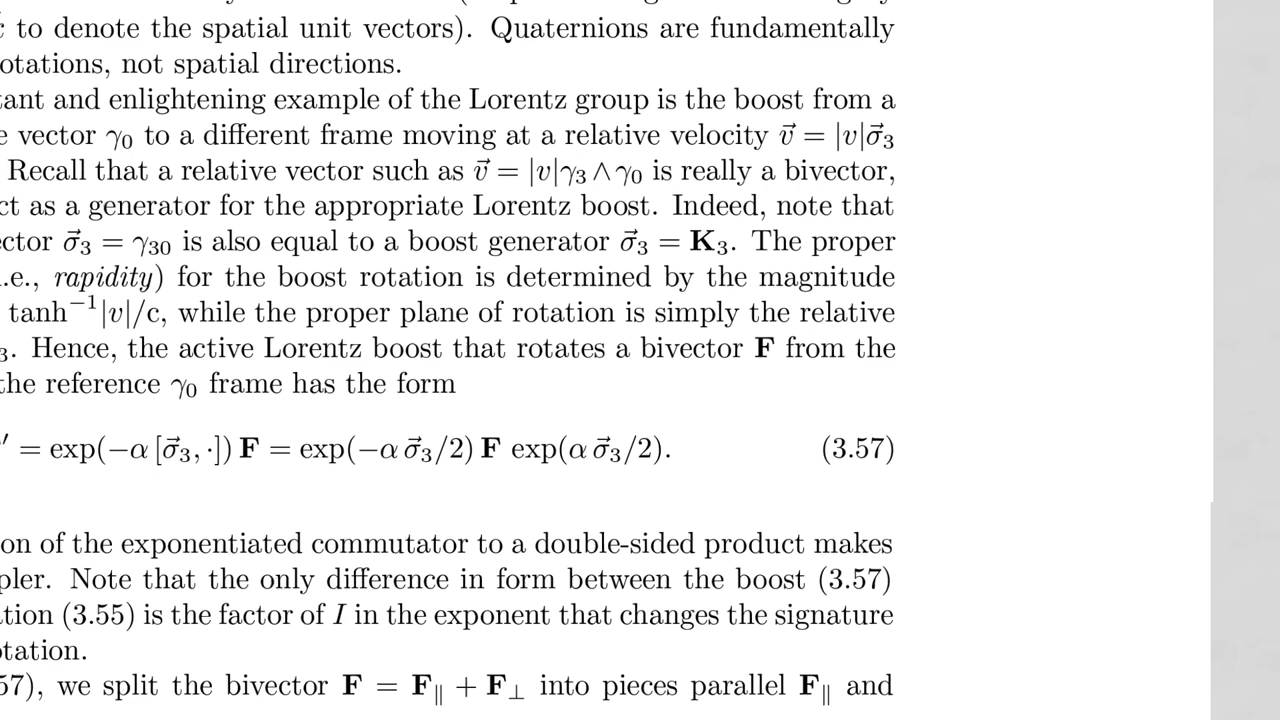 to denote the spatial unit vectors). Quaternions are fundamentally
otations, not spatial directions.
tant and enlightening example of the Lorentz group is the boost from a
e vector γ₀ to a different frame moving at a relative velocity v⃗ = |v|σ⃗₃
Recall that a relative vector such as v⃗ = |v|γ₃ ∧ γ₀ is really a bivector,
ct as a generator for the appropriate Lorentz boost. Indeed, note that
ector σ⃗₃ = γ₃₀ is also equal to a boost generator σ⃗₃ = K₃. The proper
.e., rapidity) for the boost rotation is determined by the magnitude
tanh⁻¹|v|/c, while the proper plane of rotation is simply the relative
₃. Hence, the active Lorentz boost that rotates a bivector F from the
the reference γ₀ frame has the form
′ = exp(−α [σ⃗₃, ·]) F = exp(−α σ⃗₃/2) F exp(α σ⃗₃/2). (3.57)
on of the exponentiated commutator to a double-sided product makes
pler. Note that the only difference in form between the boost (3.57)
tion (3.55) is the factor of I in the exponent that changes the signature
otation.
57), we split the bivector F = F∥ + F⊥ into pieces parallel F∥ and